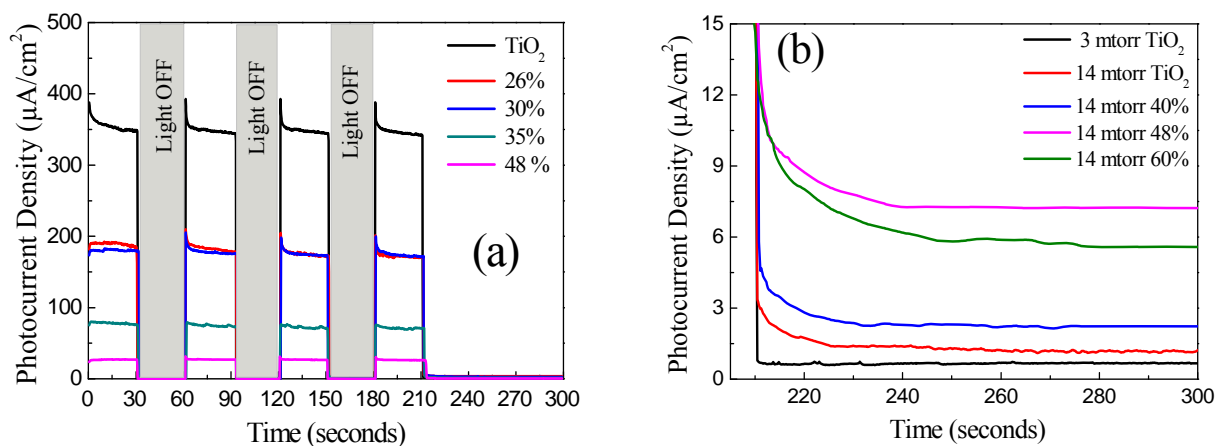 500
400
300
200
100
0
Photocurrent Density (µA/cm²)
Light OFF
Light OFF
Light OFF
TiO₂
26%
30%
35%
48 %
(a)
0 30 60 90 120 150 180 210 240 270 300
Time (seconds)
15
12
9
6
3
0
Photocurrent Density (µA/cm²)
(b)
3 mtorr TiO₂
14 mtorr TiO₂
14 mtorr 40%
14 mtorr 48%
14 mtorr 60%
220 240 260 280 300
Time (seconds)